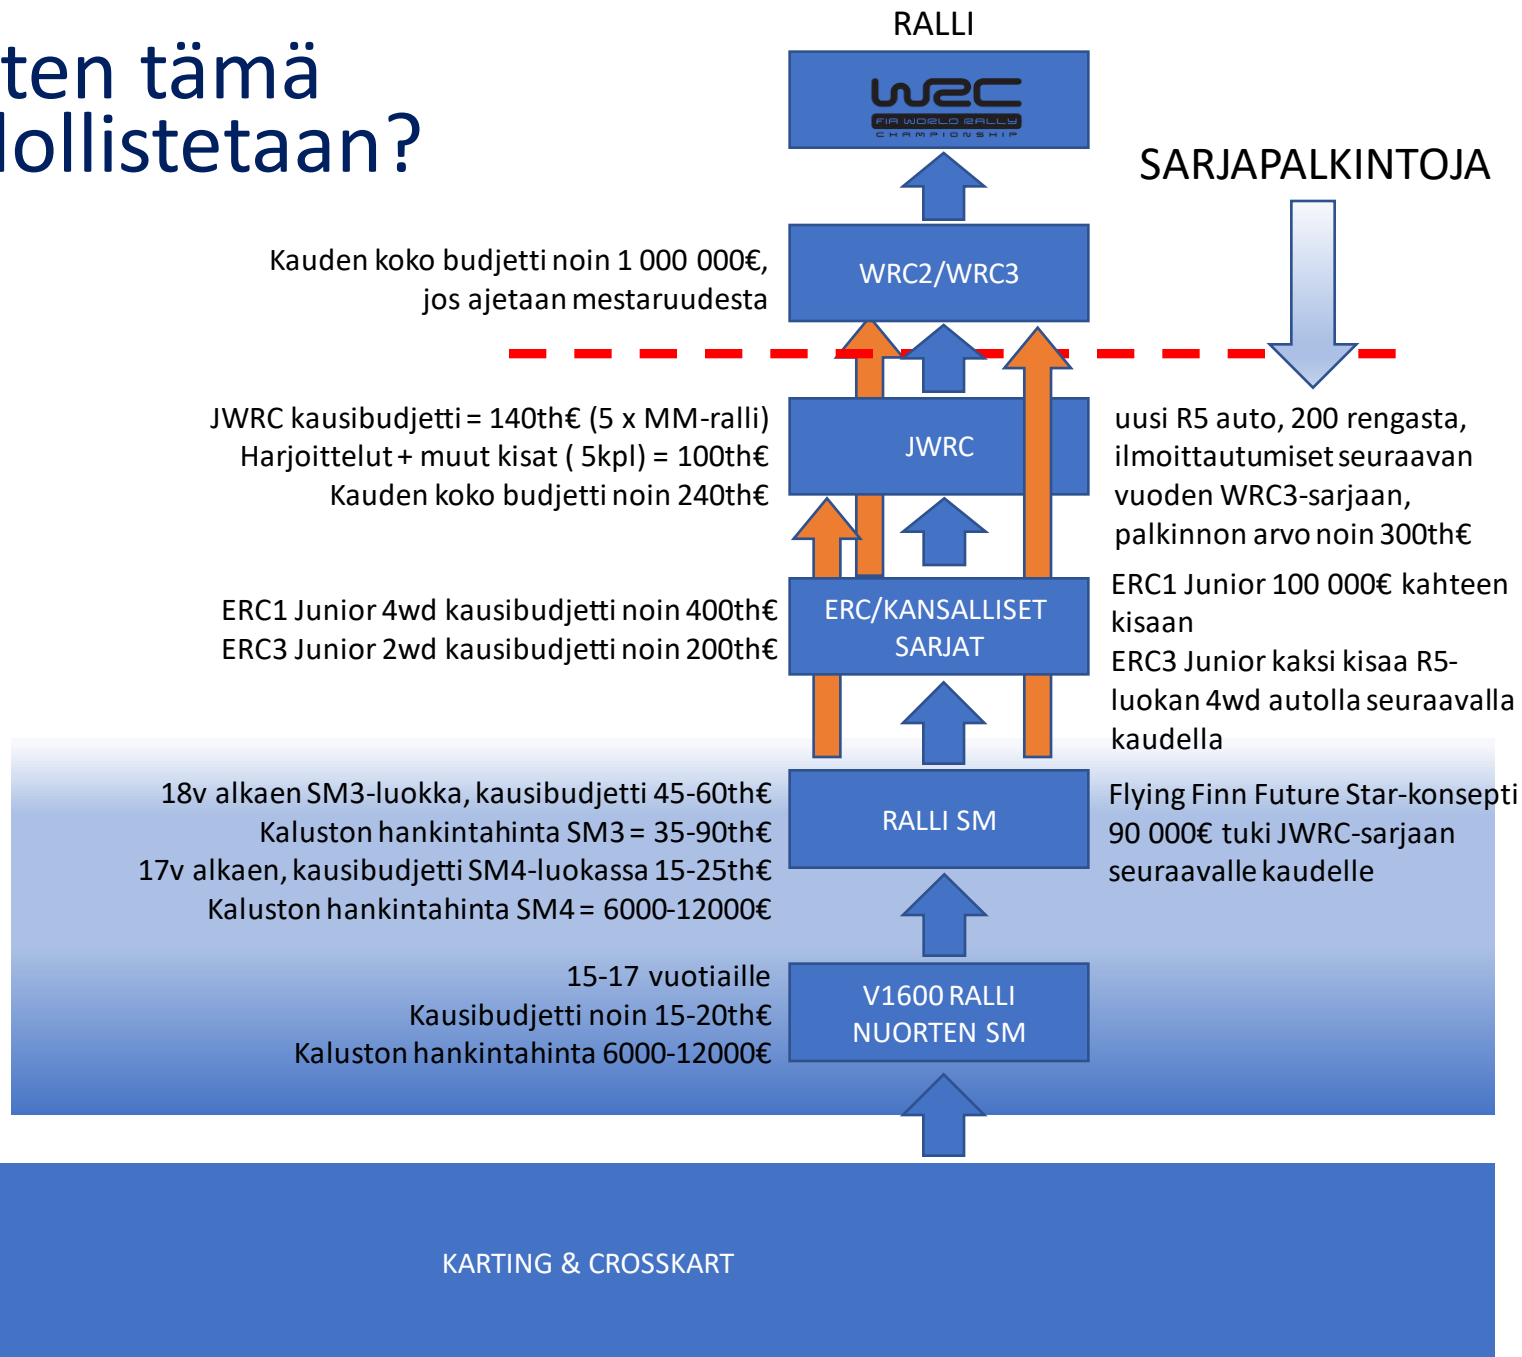 ten tämä
dollistetaan?
RALLI
WRC
FIA WORLD RALLY
CHAMPIONSHIP
SARJAPALKINTOJA
Kauden koko budjetti noin 1 000 000€,
jos ajetaan mestaruudesta
WRC2/WRC3
JWRC kausibudjetti = 140th€ (5 x MM-ralli)
Harjoittelut + muut kisat ( 5kpl) = 100th€
Kauden koko budjetti noin 240th€
JWRC
uusi R5 auto, 200 rengasta,
ilmoittautumiset seuraavan
vuoden WRC3-sarjaan,
palkinnon arvo noin 300th€
ERC1 Junior 4wd kausibudjetti noin 400th€
ERC3 Junior 2wd kausibudjetti noin 200th€
ERC/KANSALLISET
SARJAT
ERC1 Junior 100 000€ kahteen
kisaan
ERC3 Junior kaksi kisaa R5-
luokan 4wd autolla seuraavalla
kaudella
18v alkaen SM3-luokka, kausibudjetti 45-60th€
Kaluston hankintahinta SM3 = 35-90th€
17v alkaen, kausibudjetti SM4-luokassa 15-25th€
Kaluston hankintahinta SM4 = 6000-12000€
RALLI SM
Flying Finn Future Star-konsepti
90 000€ tuki JWRC-sarjaan
seuraavalle kaudelle
15-17 vuotiaille
Kausibudjetti noin 15-20th€
Kaluston hankintahinta 6000-12000€
V1600 RALLI
NUORTEN SM
KARTING & CROSSKART